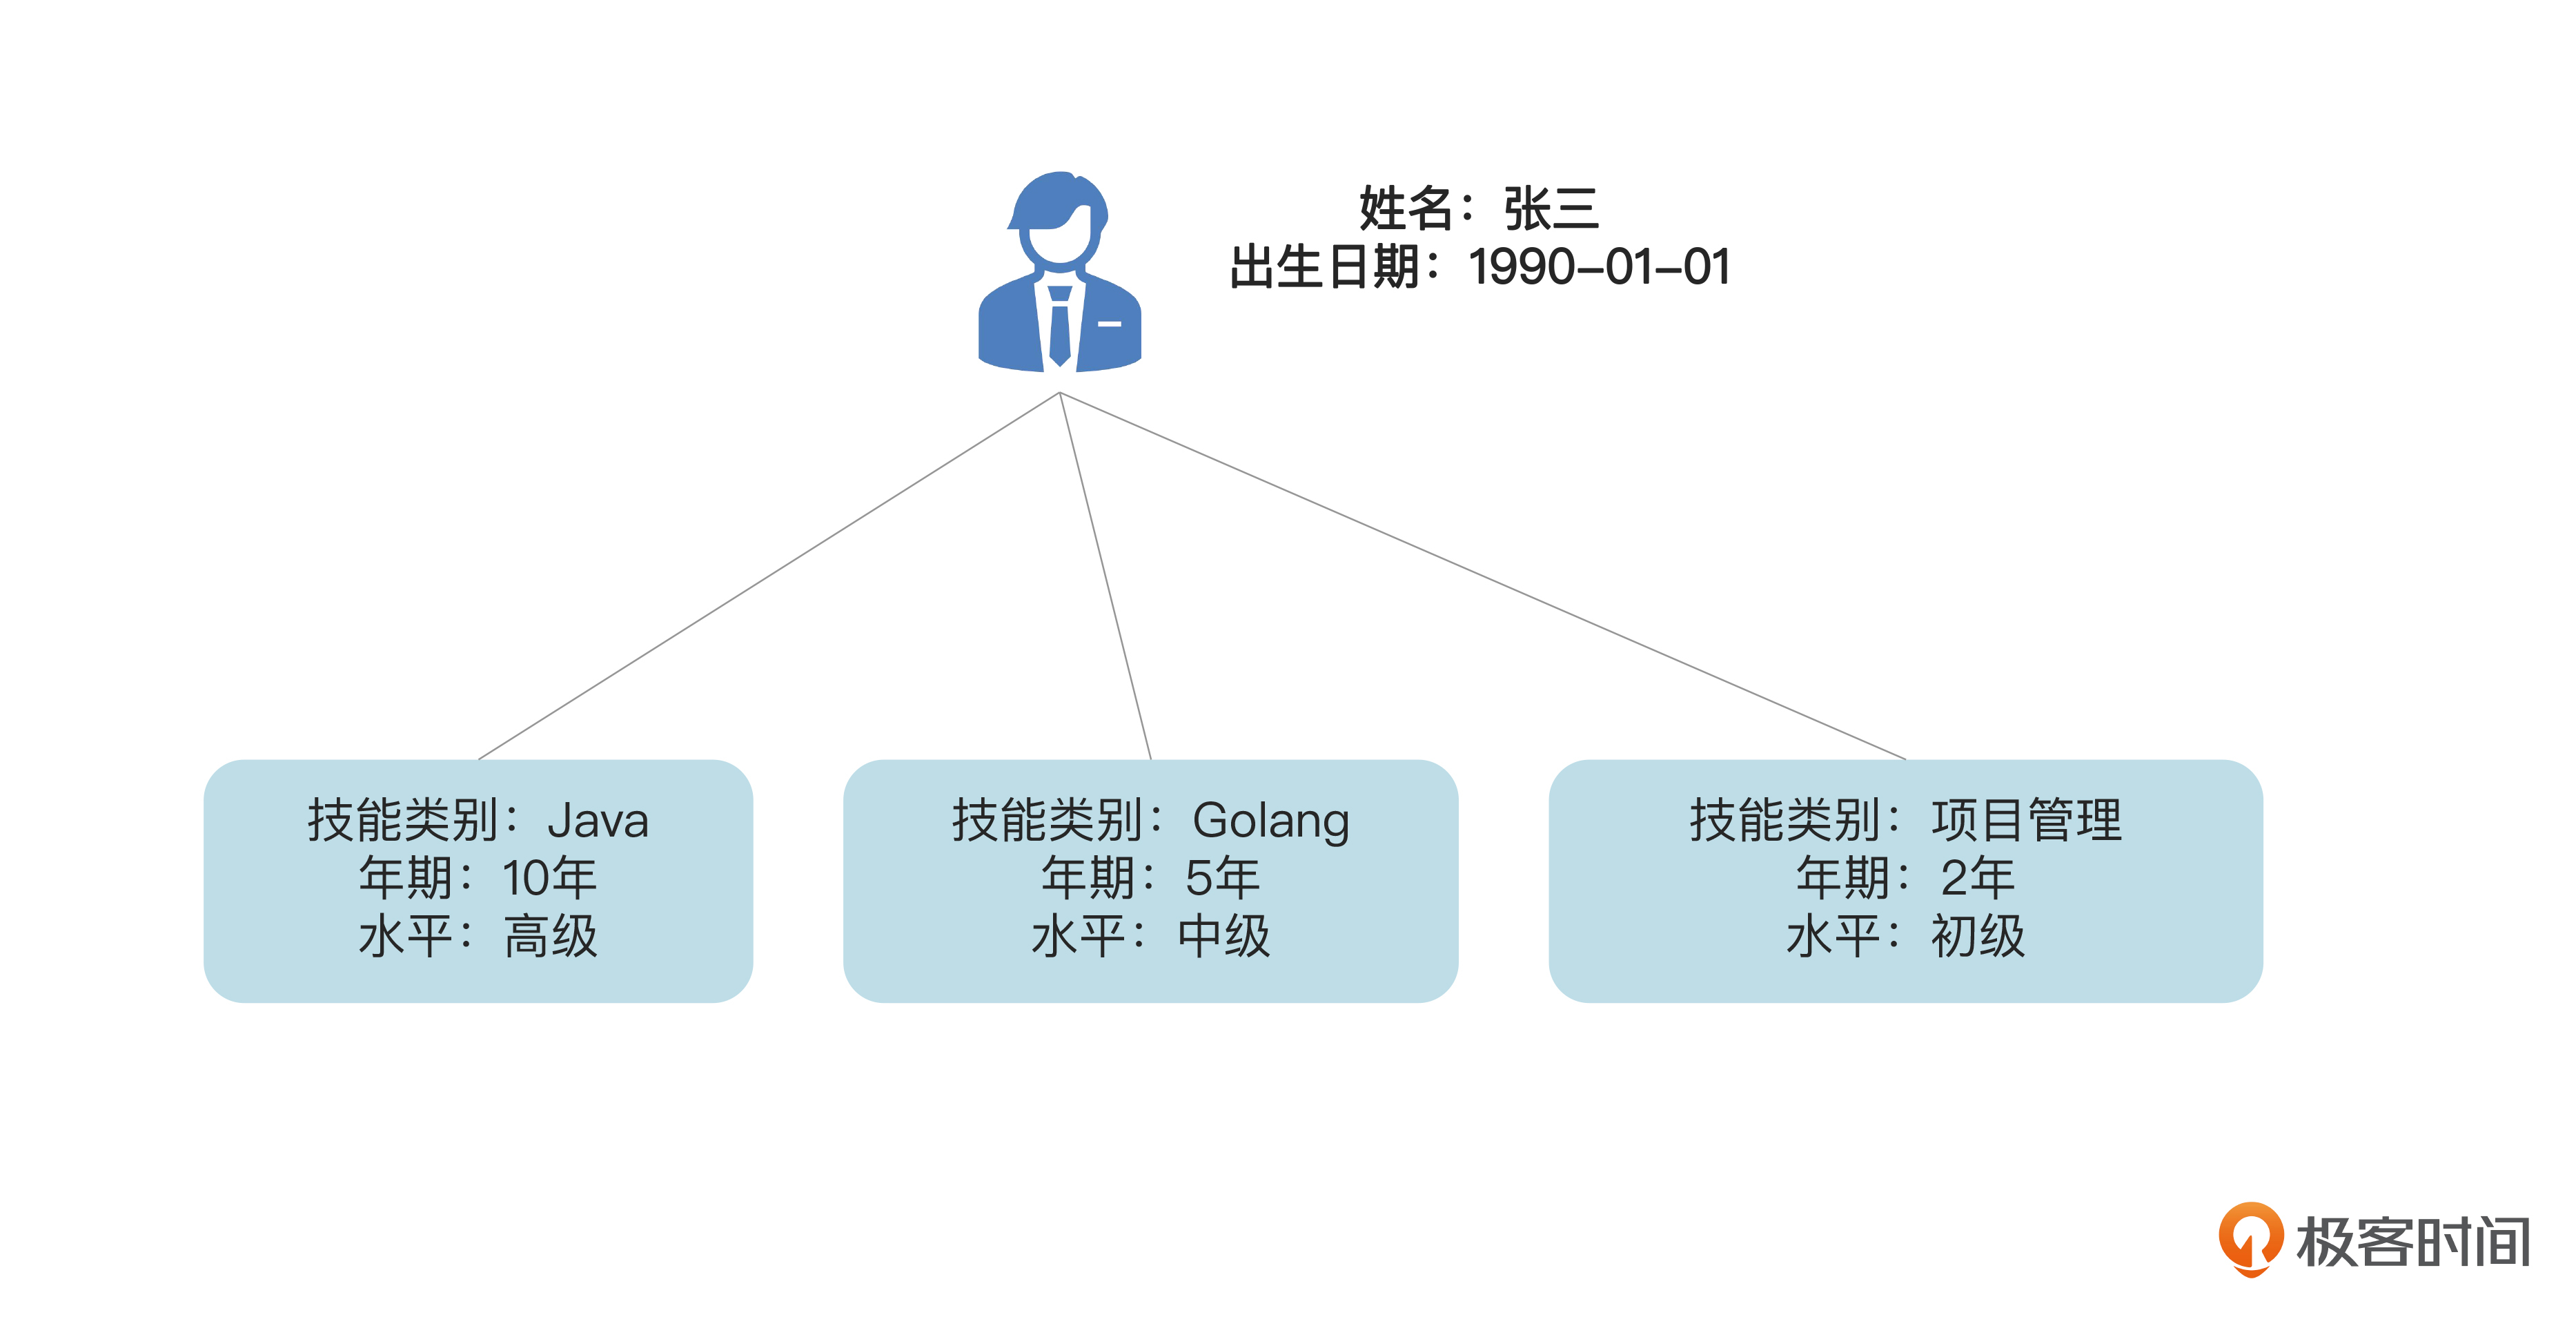 姓名：张三
出生日期：1990-01-01
技能类别：Java
年期：10年
水平：高级
技能类别：Golang
年期：5年
水平：中级
技能类别：项目管理
年期：2年
水平：初级
极客时间